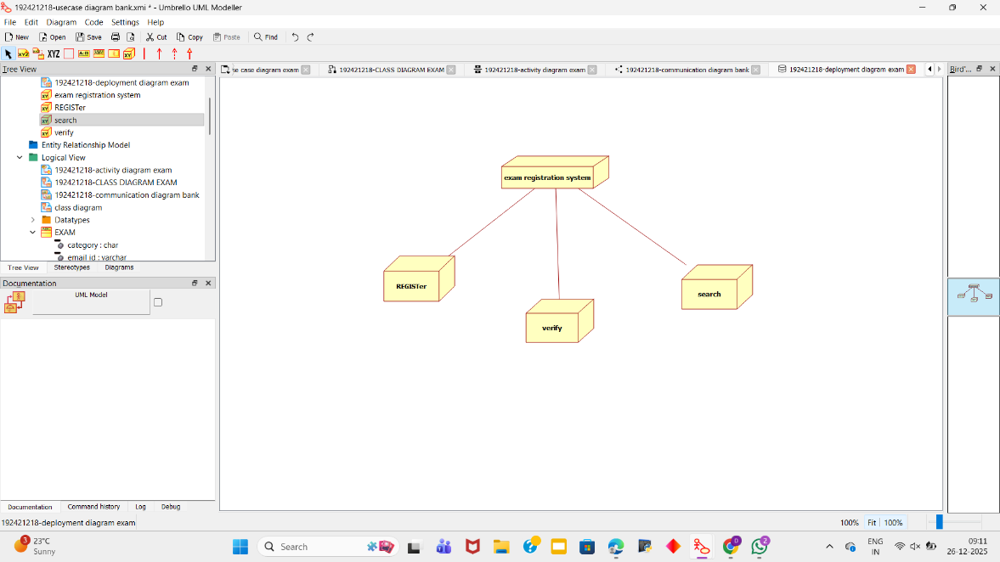 192421218-usecase diagram bank.xmi * - Umbrello UML Modeller
File Edit Diagram Code Settings Help
New Open Save Cut Copy Paste Find
XYZ
Tree View
192421218-deployment diagram exam
exam registration system
REGISTer
search
verify
Entity Relationship Model
Logical View
192421218-activity diagram exam
192421218-CLASS DIAGRAM EXAM
192421218-communication diagram bank
class diagram
Datatypes
EXAM
category : char
email id : varchar
Tree View Stereotypes Diagrams
Documentation
UML Model
Documentation Command history Log Debug
se case diagram exam 192421218-CLASS DIAGRAM EXAM 192421218-activity diagram exam 192421218-communication diagram bank 192421218-deployment diagram exam
Bird'...
exam registration system
REGISTer
search
verify
192421218-deployment diagram exam
100% Fit 100%
3
23°C
Sunny
Search
0
2
ENG
IN
09:11
26-12-2025